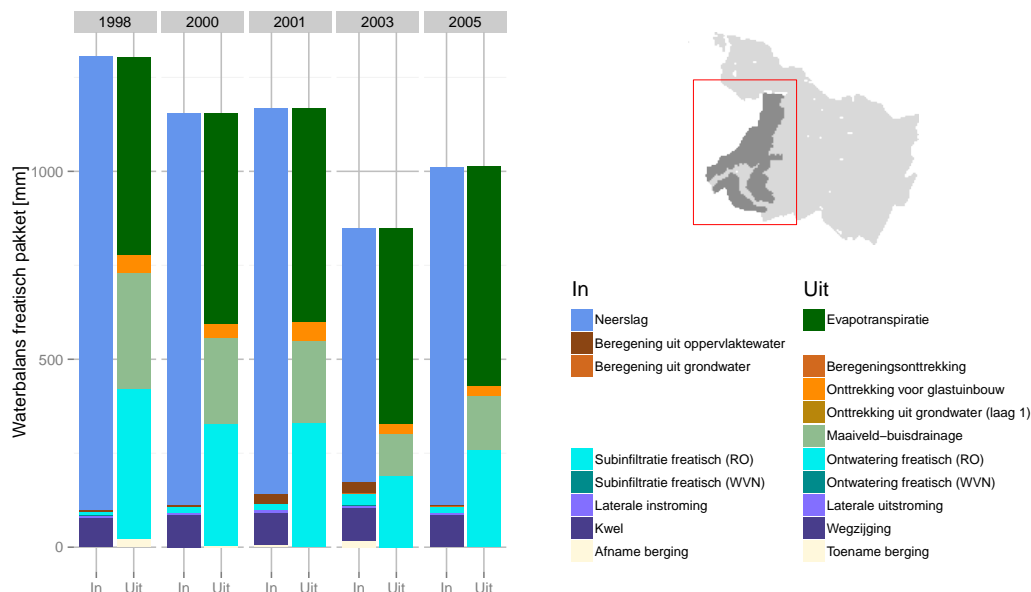 1998 2000 2001 2003 2005
Waterbalans freatisch pakket [mm]
1000
500
0
In Uit In Uit In Uit In Uit In Uit
In Uit
Neerslag Evapotranspiratie
Beregening uit oppervlaktewater
Beregening uit grondwater Beregeningsonttrekking
Onttrekking voor glastuinbouw
Onttrekking uit grondwater (laag 1)
Maaiveld−buisdrainage
Subinfiltratie freatisch (RO) Ontwatering freatisch (RO)
Subinfiltratie freatisch (WVN) Ontwatering freatisch (WVN)
Laterale instroming Laterale uitstroming
Kwel Wegzijging
Afname berging Toename berging